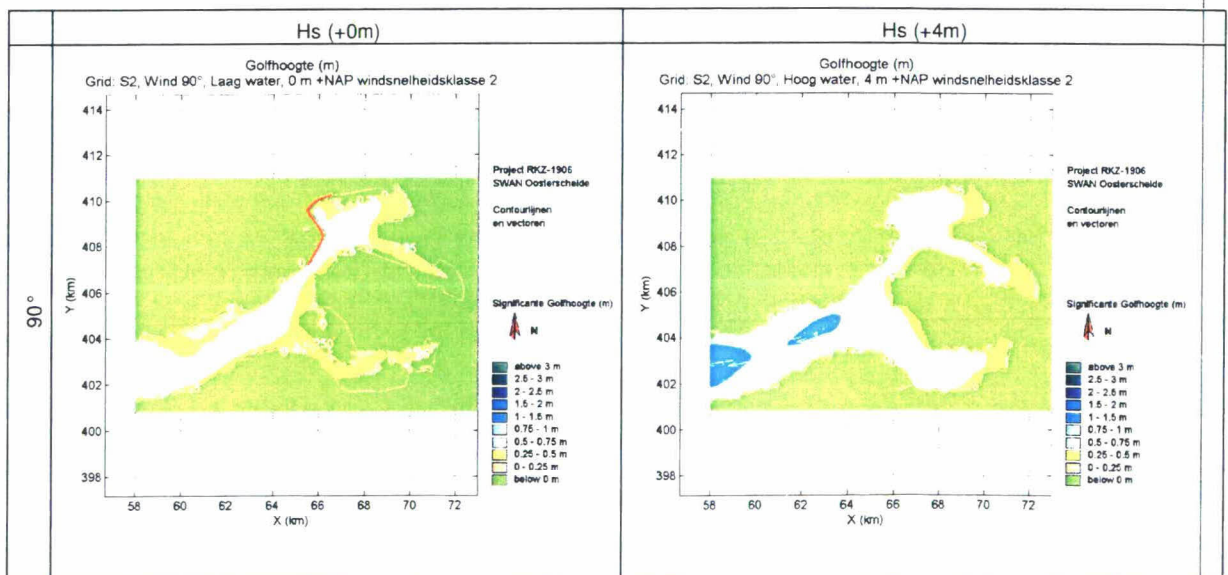 Hs (+0m)
Hs (+4m)
90°
Golfhoogte (m)
Grid: S2, Wind 90°, Laag water, 0 m +NAP windsnelheidsklasse 2
414
412
410
408
406
404
402
400
398
Y (km)
58
60
62
64
66
68
70
72
X (km)
Project RKZ-1906
SWAN Oosterschelde
Contourlijnen
en vectoren
Significante Golfhoogte (m)
N
above 3 m
2.5 - 3 m
2 - 2.5 m
1.5 - 2 m
1 - 1.5 m
0.75 - 1 m
0.5 - 0.75 m
0.25 - 0.5 m
0 - 0.25 m
below 0 m
Golfhoogte (m)
Grid: S2, Wind 90°, Hoog water, 4 m +NAP windsnelheidsklasse 2
414
412
410
408
406
404
402
400
398
Y (km)
58
60
62
64
66
68
70
72
X (km)
Project RKZ-1906
SWAN Oosterschelde
Contourlijnen
en vectoren
Significante Golfhoogte (m)
N
above 3 m
2.5 - 3 m
2 - 2.5 m
1.5 - 2 m
1 - 1.5 m
0.75 - 1 m
0.5 - 0.75 m
0.25 - 0.5 m
0 - 0.25 m
below 0 m